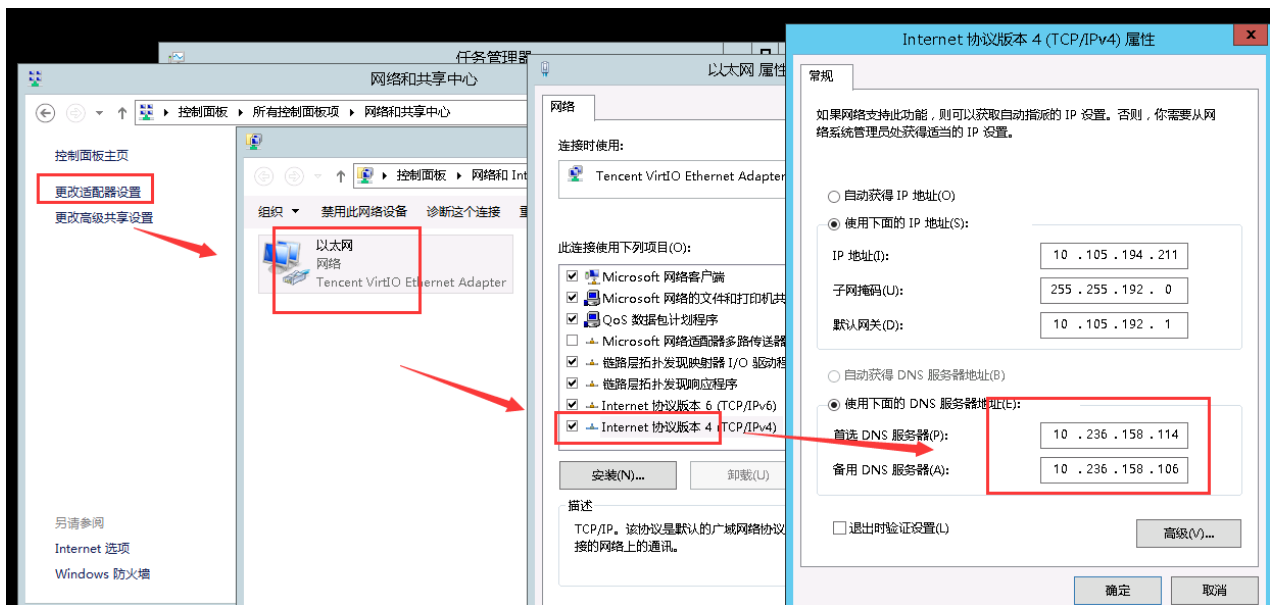 任务管理器
网络和共享中心
控制面板 ▸ 所有控制面板项 ▸ 网络和共享中心
控制面板主页
更改适配器设置
更改高级共享设置
另请参阅
Internet 选项
Windows 防火墙
控制面板 ▸ 网络和 Int
组织 禁用此网络设备 诊断这个连接
以太网
网络
Tencent VirtIO Ethernet Adapter
以太网 属性
网络
连接时使用:
Tencent VirtIO Ethernet Adapter
此连接使用下列项目(O):
Microsoft 网络客户端
Microsoft 网络的文件和打印机共
QoS 数据包计划程序
Microsoft 网络适配器多路传送器
链路层拓扑发现映射器 I/O 驱动程
链路层拓扑发现响应程序
Internet 协议版本 6 (TCP/IPv6)
Internet 协议版本 4 (TCP/IPv4)
安装(N)... 卸载(U)
描述
TCP/IP。该协议是默认的广域网络协议
接的网络上的通讯。
Internet 协议版本 4 (TCP/IPv4) 属性
常规
如果网络支持此功能，则可以获取自动指派的 IP 设置。否则，你需要从网
络系统管理员处获得适当的 IP 设置。
自动获得 IP 地址(O)
使用下面的 IP 地址(S):
IP 地址(I): 10 . 105 . 194 . 211
子网掩码(U): 255 . 255 . 192 . 0
默认网关(D): 10 . 105 . 192 . 1
自动获得 DNS 服务器地址(B)
使用下面的 DNS 服务器地址(E):
首选 DNS 服务器(P): 10 . 236 . 158 . 114
备用 DNS 服务器(A): 10 . 236 . 158 . 106
退出时验证设置(L)
高级(V)...
确定 取消